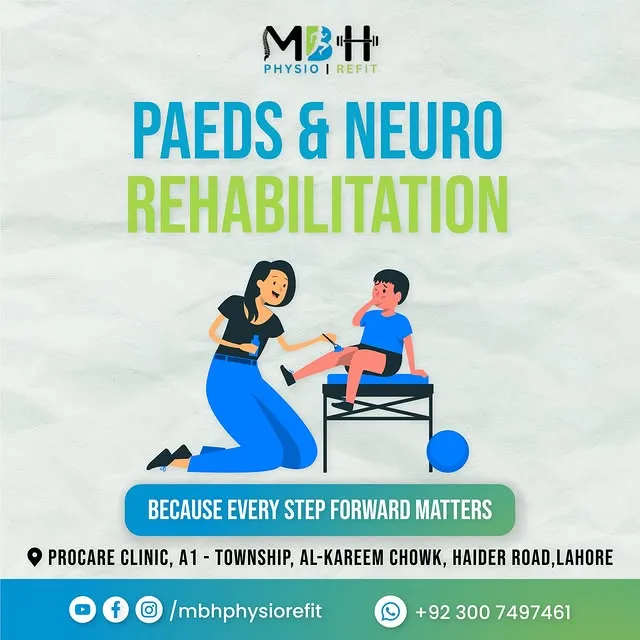 MBH
PHYSIO | REFIT
PAEDS & NEURO
REHABILITATION
BECAUSE EVERY STEP FORWARD MATTERS
PROCARE CLINIC, A1 - TOWNSHIP, AL-KAREEM CHOWK, HAIDER ROAD,LAHORE
/mbhphysiorefit
+92 300 7497461